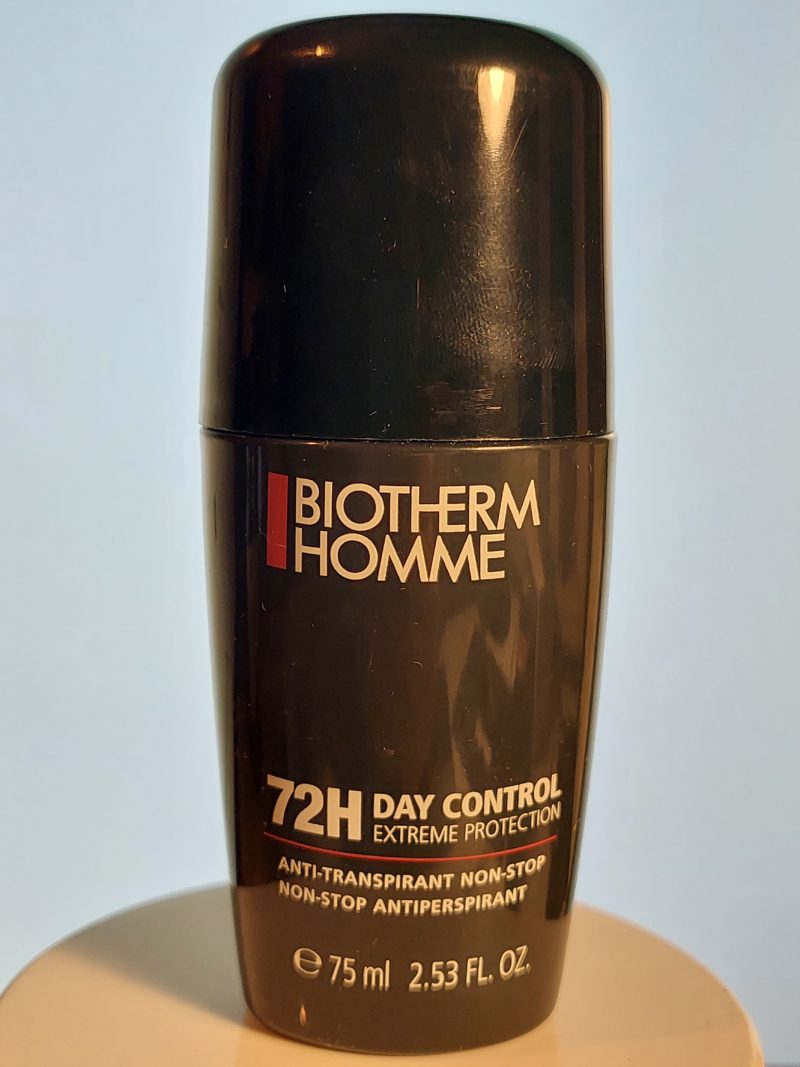 BIOTHERM
HOMME
72H DAY CONTROL
EXTREME PROTECTION
ANTI-TRANSPIRANT NON-STOP
NON-STOP ANTIPERSPIRANT
℮ 75 ml 2.53 FL. OZ.